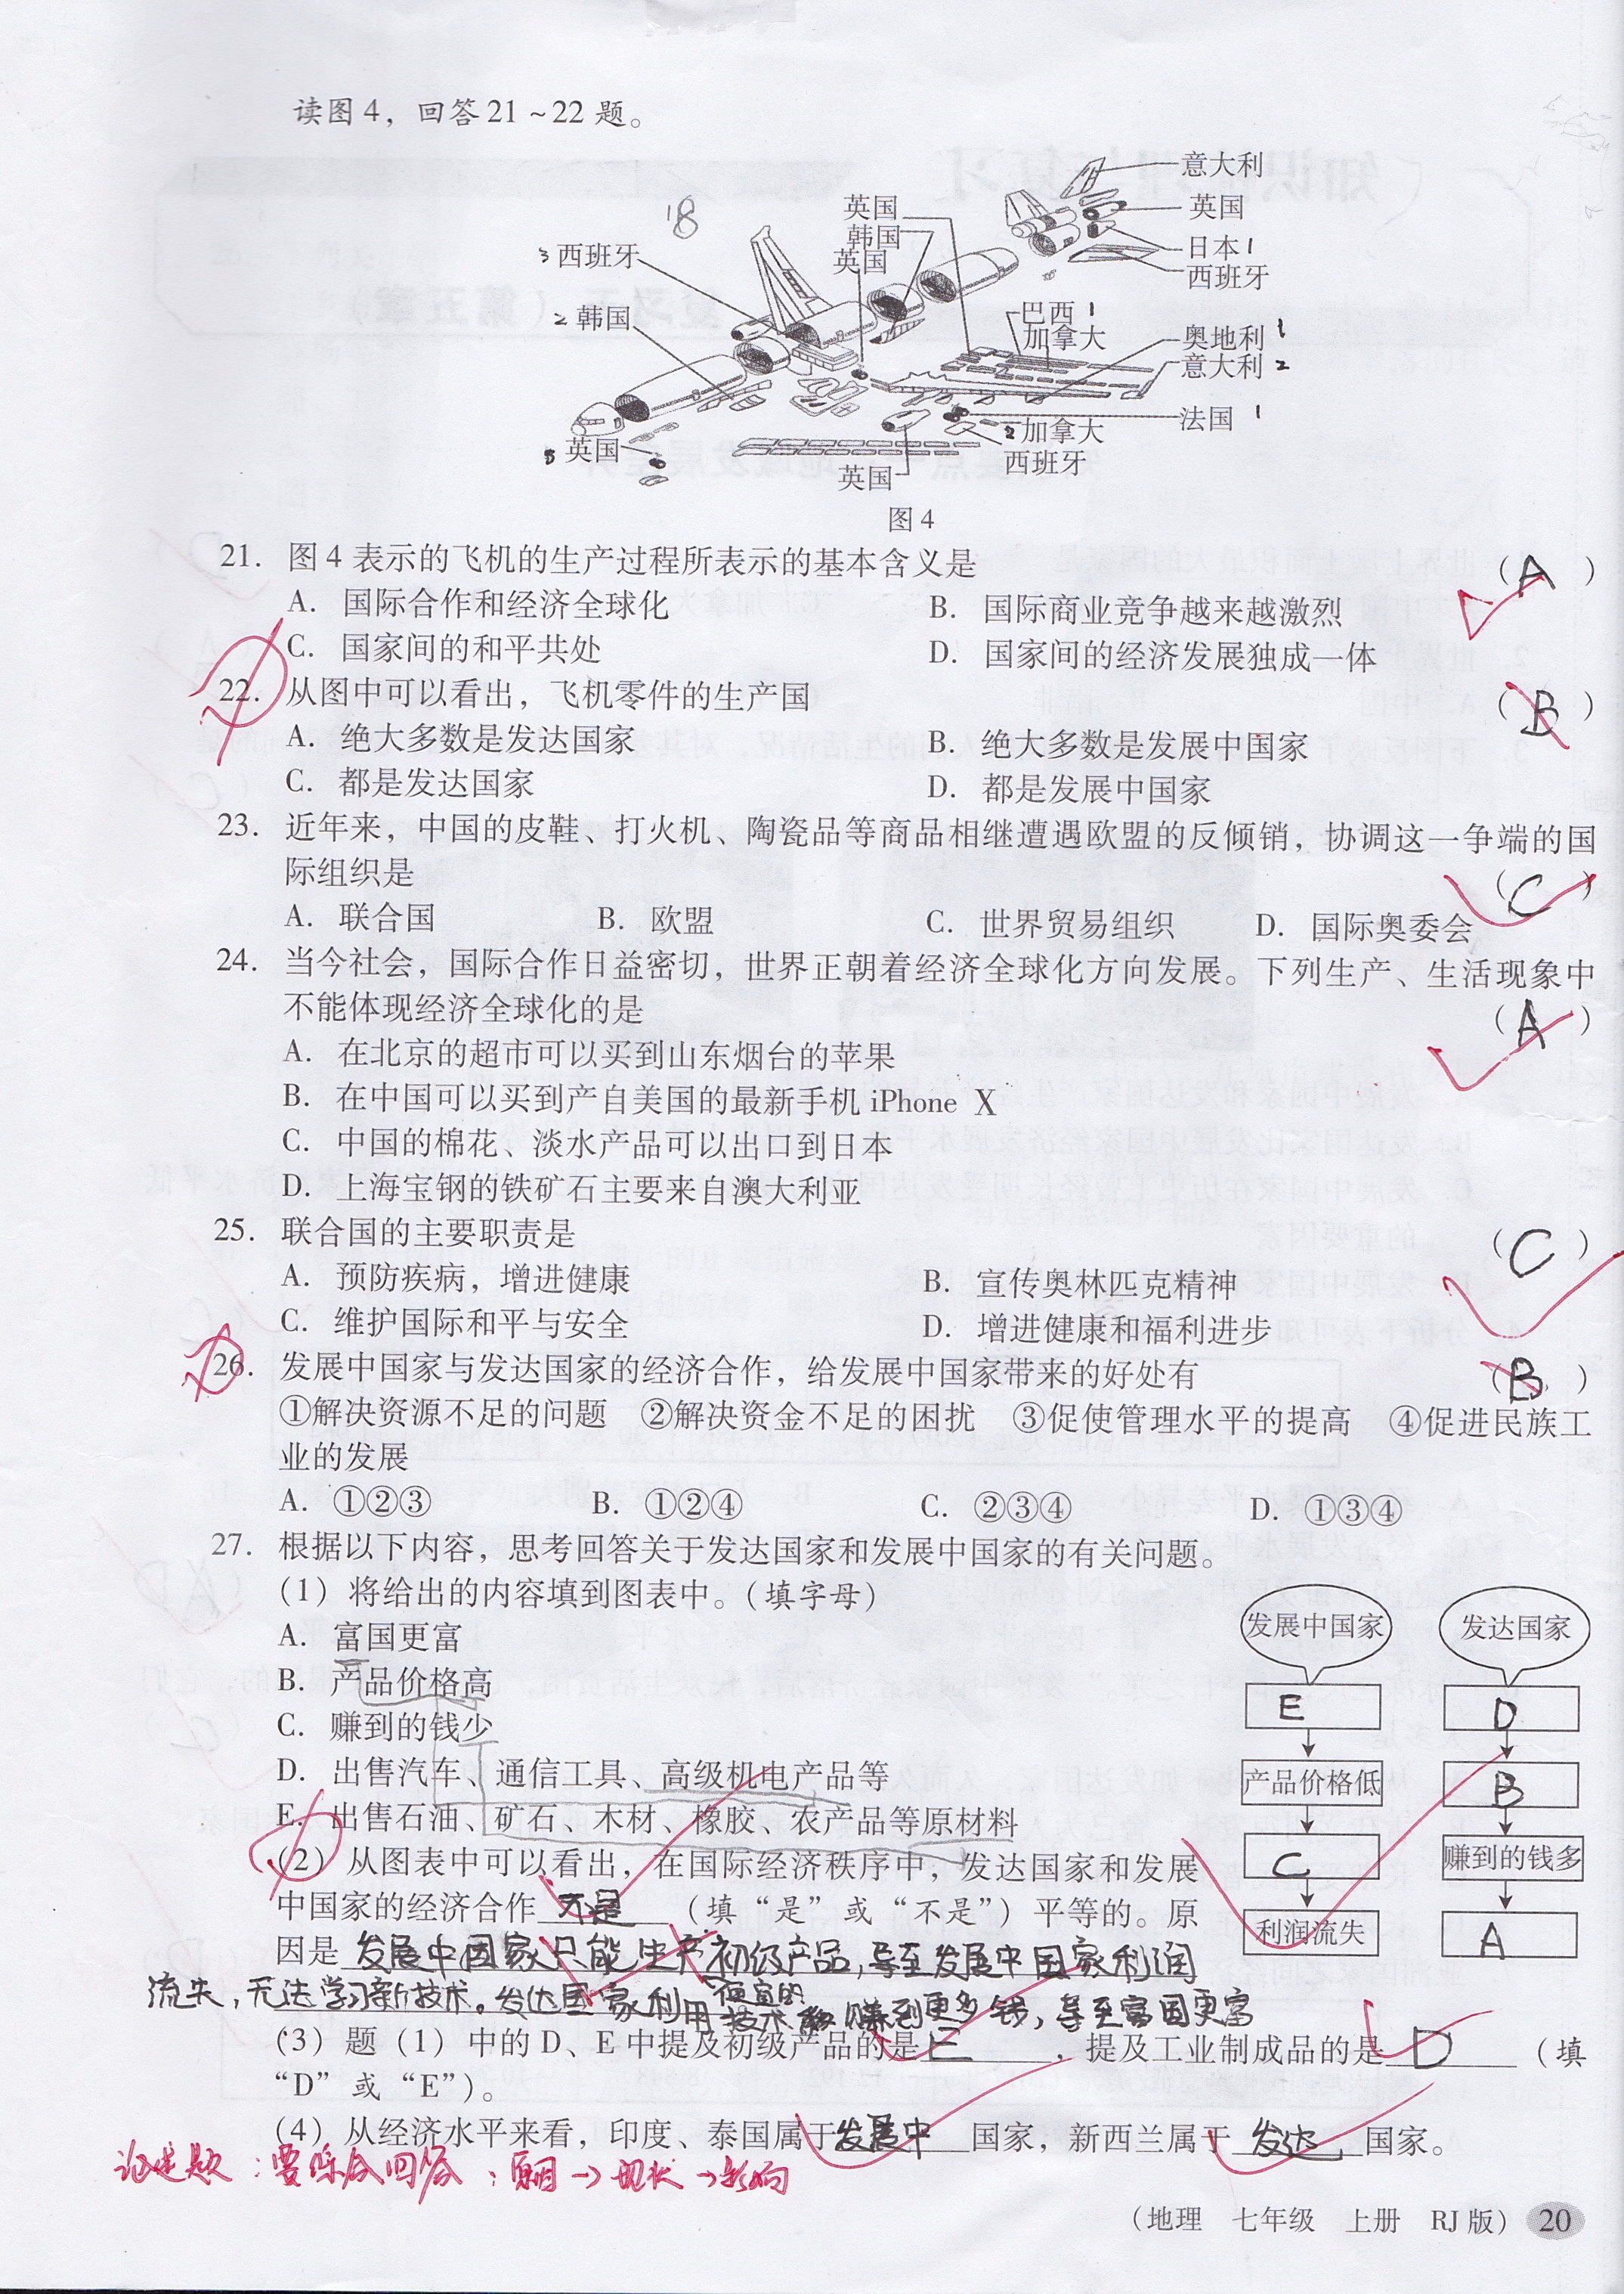 读图4，回答21～22题。
意大利
英国
英国
18
韩国
日本1
3西班牙
英国
西班牙
巴西1
2韩国
加拿大
奥地利1
意大利2
法国1
2加拿大
5英国
西班牙
英国
图4
21. 图4表示的飞机的生产过程所表示的基本含义是 （A）
A. 国际合作和经济全球化 B. 国际商业竞争越来越激烈
C. 国家间的和平共处 D. 国家间的经济发展独成一体
22. 从图中可以看出，飞机零件的生产国 （B）
A. 绝大多数是发达国家 B. 绝大多数是发展中国家
C. 都是发达国家 D. 都是发展中国家
23. 近年来，中国的皮鞋、打火机、陶瓷品等商品相继遭遇欧盟的反倾销，协调这一争端的国
际组织是 （C）
A. 联合国 B. 欧盟 C. 世界贸易组织 D. 国际奥委会
24. 当今社会，国际合作日益密切，世界正朝着经济全球化方向发展。下列生产、生活现象中
不能体现经济全球化的是 （A）
A. 在北京的超市可以买到山东烟台的苹果
B. 在中国可以买到产自美国的最新手机iPhone X
C. 中国的棉花、淡水产品可以出口到日本
D. 上海宝钢的铁矿石主要来自澳大利亚
25. 联合国的主要职责是 （C）
A. 预防疾病，增进健康 B. 宣传奥林匹克精神
C. 维护国际和平与安全 D. 增进健康和福利进步
26. 发展中国家与发达国家的经济合作，给发展中国家带来的好处有 （B）
①解决资源不足的问题 ②解决资金不足的困扰 ③促使管理水平的提高 ④促进民族工
业的发展
A. ①②③ B. ①②④ C. ②③④ D. ①③④
27. 根据以下内容，思考回答关于发达国家和发展中国家的有关问题。
（1）将给出的内容填到图表中。（填字母）
A. 富国更富
B. 产品价格高
C. 赚到的钱少
D. 出售汽车、通信工具、高级机电产品等
E. 出售石油、矿石、木材、橡胶、农产品等原材料
发展中国家 发达国家
E D
产品价格低 B
C 赚到的钱多
利润流失 A
（2）从图表中可以看出，在国际经济秩序中，发达国家和发展
中国家的经济合作 不是 （填“是”或“不是”）平等的。原
因是 发展中国家只能生产初级产品，导至发展中国家利润
流失，无法学习新技术。发达国家利用便宜的技术赚到更多钱，导至富国更富
（3）题（1）中的D、E中提及初级产品的是 E ，提及工业制成品的是 D （填
“D”或“E”）。
（4）从经济水平来看，印度、泰国属于 发展中 国家，新西兰属于 发达 国家。
：要综合回答：原因→现状→影响
（地理 七年级 上册 RJ版） 20